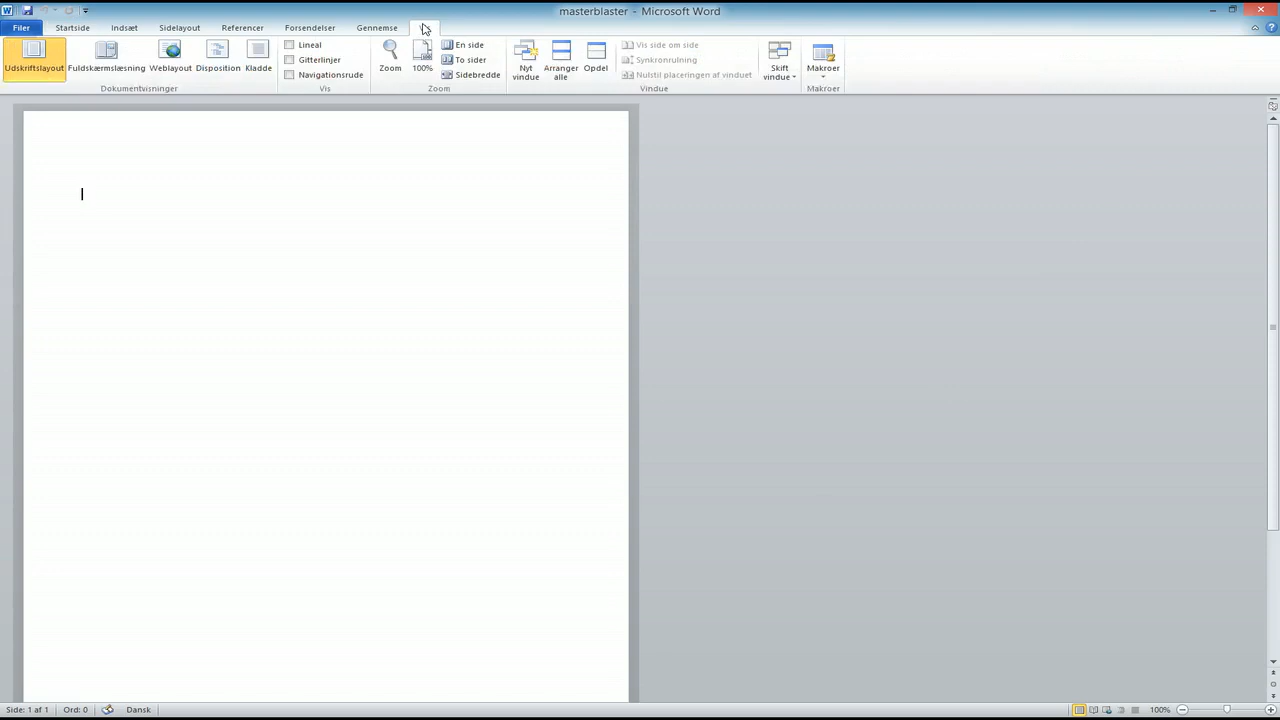 masterblaster - Microsoft Word
Filer Startside Indsæt Sidelayout Referencer Forsendelser Gennemse
Udskriftslayout Fuldskærmslæsning Weblayout Disposition Kladde
Dokumentvisninger
Lineal
Gitterlinjer
Navigationsrude
Vis
Zoom 100%
En side
To sider
Sidebredde
Zoom
Nyt vindue
Arranger alle
Opdel
Vis side om side
Synkronrulning
Nulstil placeringen af vinduet
Vindue
Skift vindue
Makroer
Makroer
Side: 1 af 1 Ord: 0 Dansk 100%